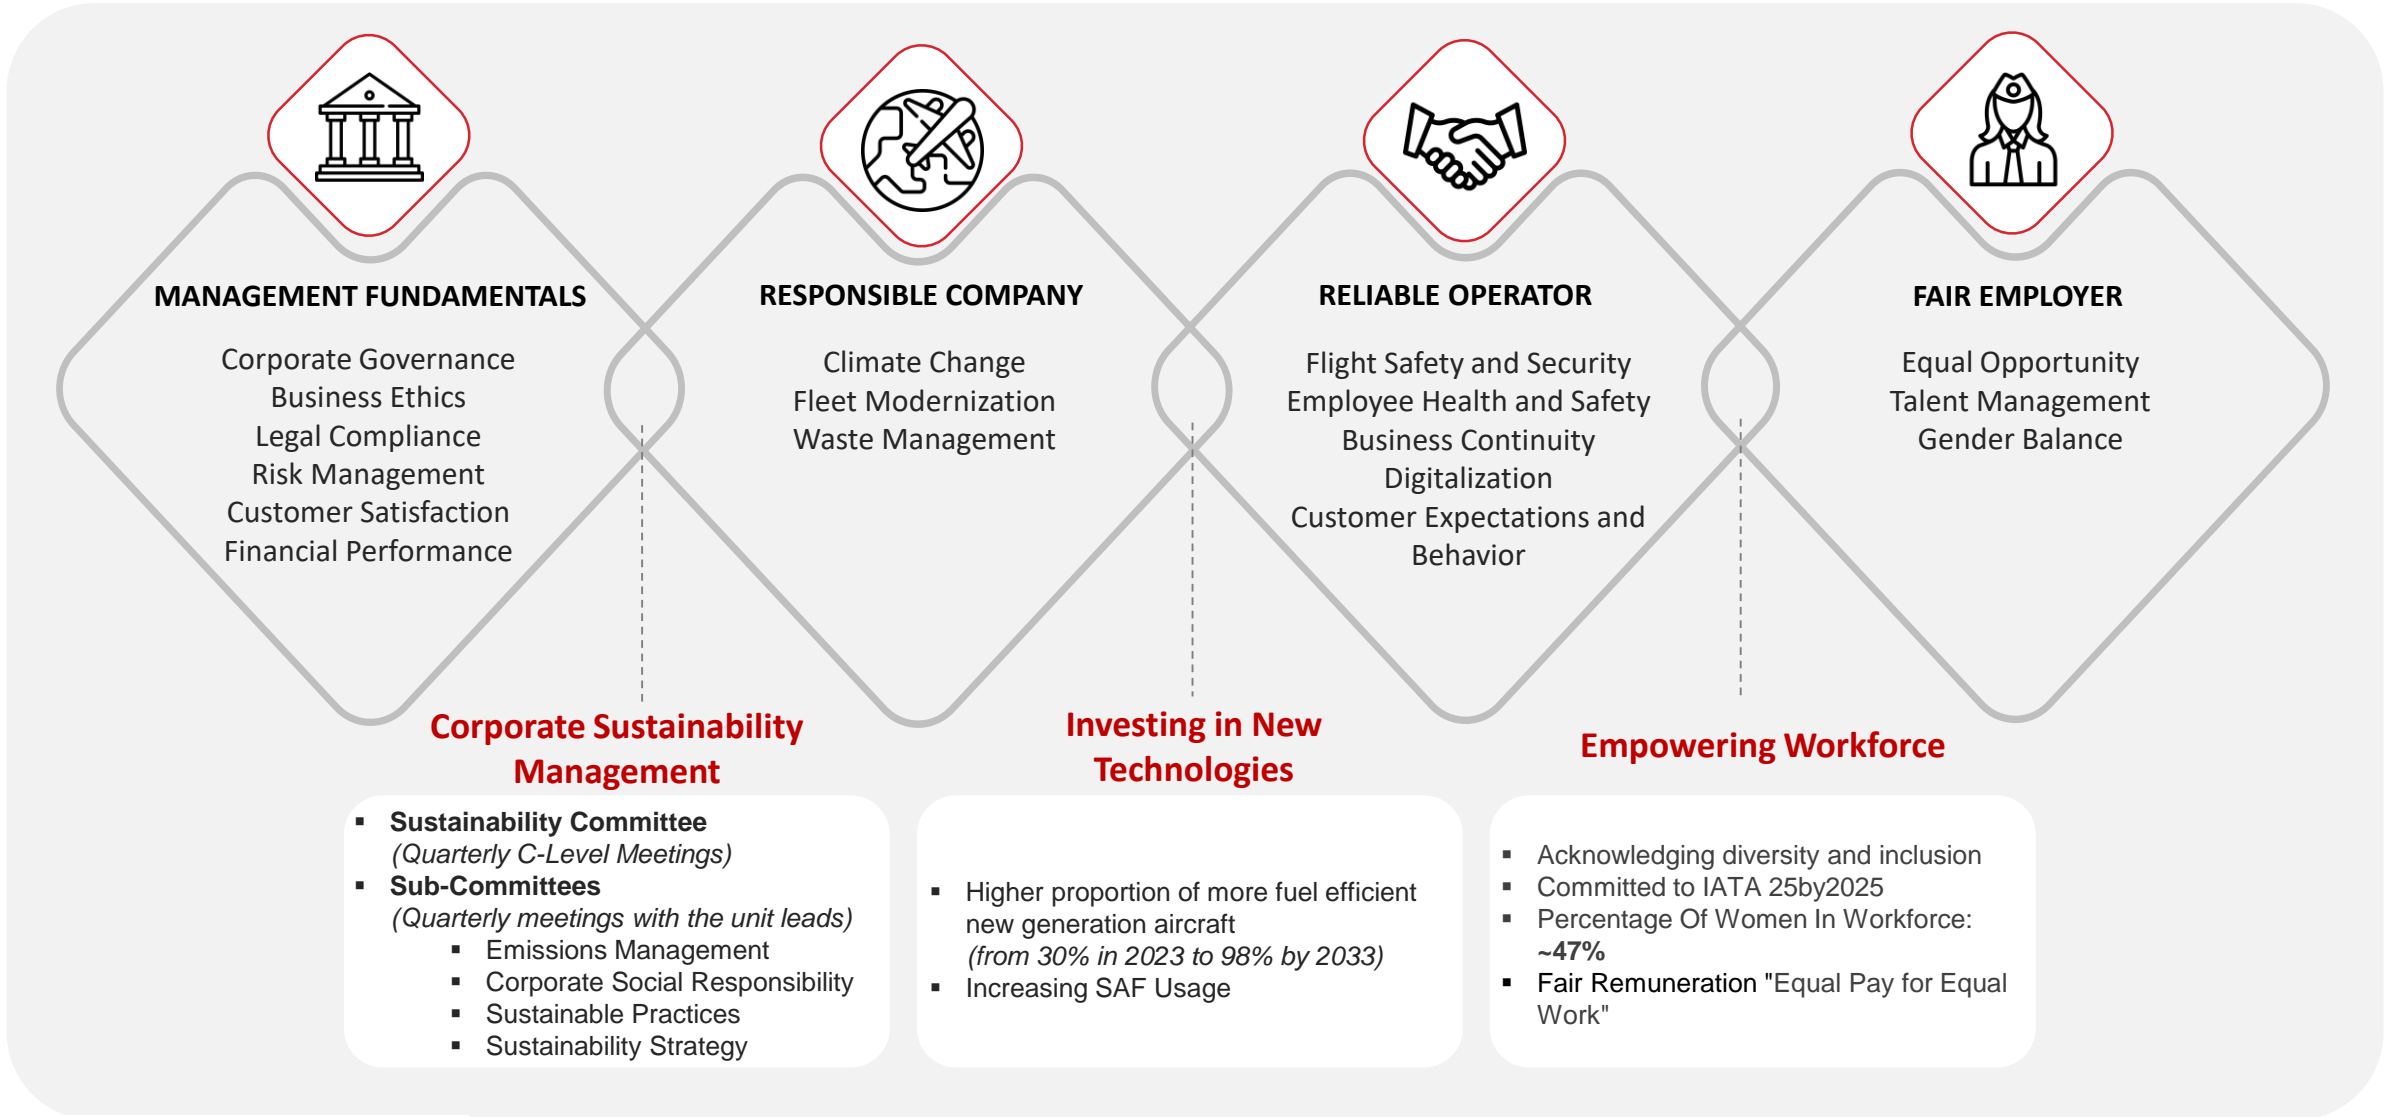 MANAGEMENT FUNDAMENTALS
Corporate Governance
Business Ethics
Legal Compliance
Risk Management
Customer Satisfaction
Financial Performance
RESPONSIBLE COMPANY
Climate Change
Fleet Modernization
Waste Management
RELIABLE OPERATOR
Flight Safety and Security
Employee Health and Safety
Business Continuity
Digitalization
Customer Expectations and
Behavior
FAIR EMPLOYER
Equal Opportunity
Talent Management
Gender Balance
Corporate Sustainability
Management
▪ Sustainability Committee
(Quarterly C-Level Meetings)
▪ Sub-Committees
(Quarterly meetings with the unit leads)
▪ Emissions Management
▪ Corporate Social Responsibility
▪ Sustainable Practices
▪ Sustainability Strategy
Investing in New
Technologies
▪ Higher proportion of more fuel efficient
new generation aircraft
(from 30% in 2023 to 98% by 2033)
▪ Increasing SAF Usage
Empowering Workforce
▪ Acknowledging diversity and inclusion
▪ Committed to IATA 25by2025
▪ Percentage Of Women In Workforce:
~47%
▪ Fair Remuneration "Equal Pay for Equal
Work"